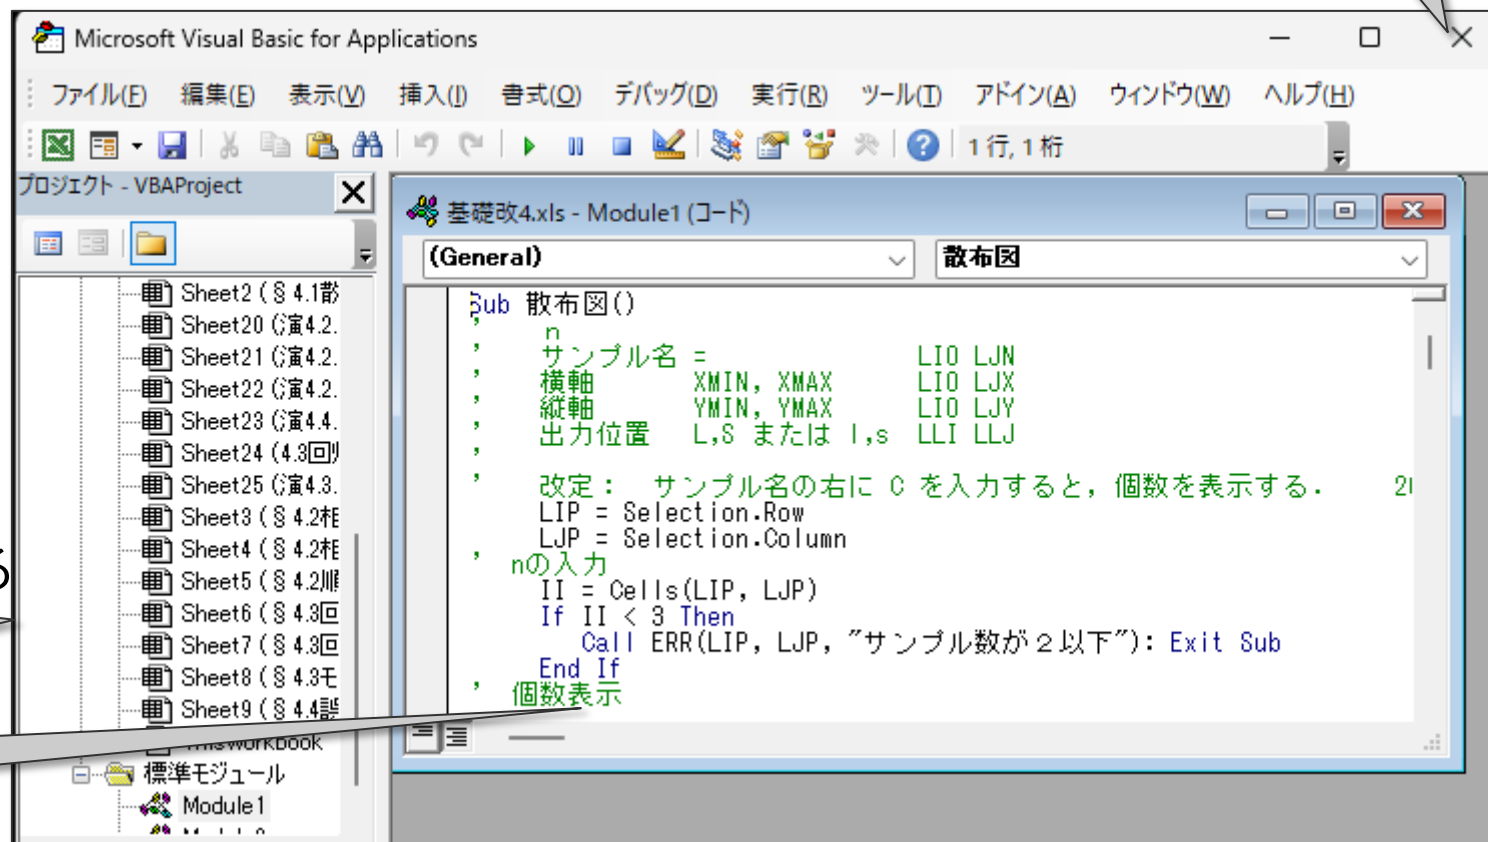 Microsoft Visual Basic for Applications
ファイル(F) 編集(E) 表示(V) 挿入(I) 書式(O) デバッグ(D) 実行(R) ツール(T) アドイン(A) ウィンドウ(W) ヘルプ(H)
1 行, 1 桁
プロジェクト - VBAProject
Sheet2 (§4.1散
Sheet20 (演4.2.
Sheet21 (演4.2.
Sheet22 (演4.2.
Sheet23 (演4.4.
Sheet24 (4.3回
Sheet25 (演4.3.
Sheet3 (§4.2相
Sheet4 (§4.2相
Sheet5 (§4.2順
Sheet6 (§4.3回
Sheet7 (§4.3回
Sheet8 (§4.3モ
Sheet9 (§4.4誤
ThisWorkbook
標準モジュール
Module1
る
基礎改4.xls - Module1 (コード)
(General) 散布図
Sub 散布図()
' n
' サンプル名 = LIO LJN
' 横軸 XMIN, XMAX LIO LJX
' 縦軸 YMIN, YMAX LIO LJY
' 出力位置 L,S または l,s LLI LLJ
'
' 改定： サンプル名の右に C を入力すると，個数を表示する． 20
LIP = Selection.Row
LJP = Selection.Column
' nの入力
II = Cells(LIP, LJP)
If II < 3 Then
Call ERR(LIP, LJP, "サンプル数が２以下"): Exit Sub
End If
' 個数表示